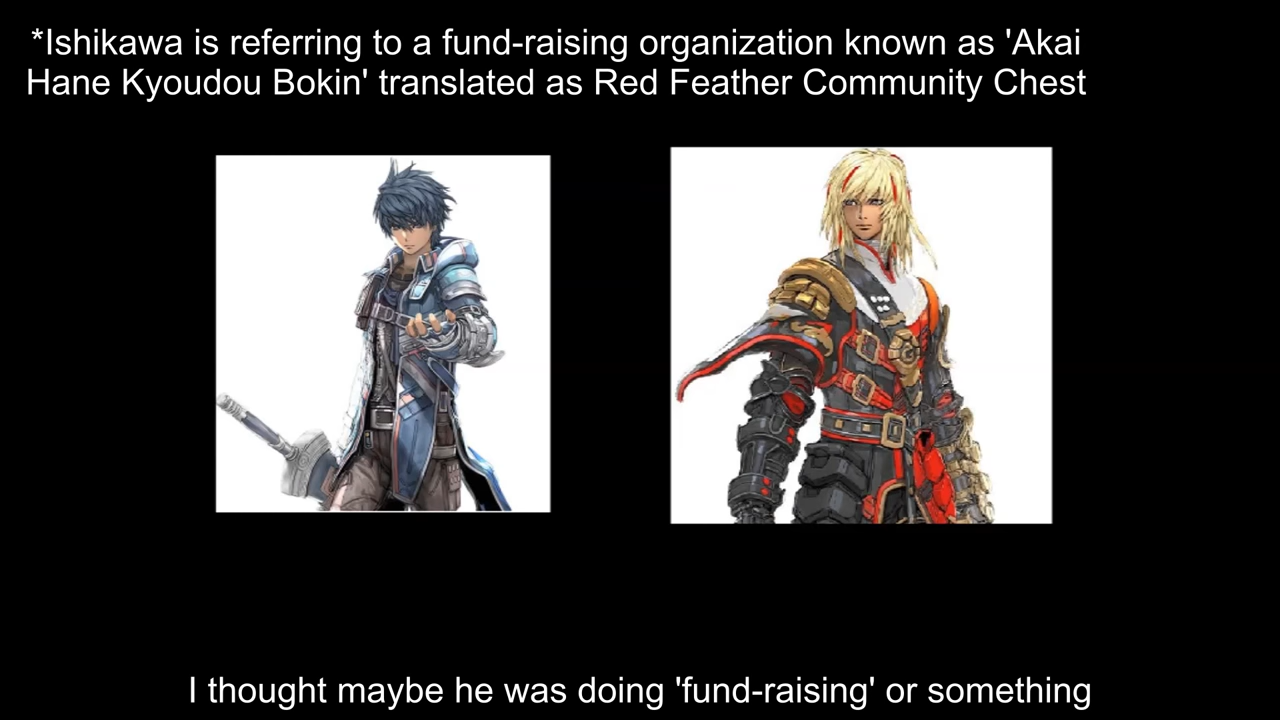 *Ishikawa is referring to a fund-raising organization known as 'Akai
Hane Kyoudou Bokin' translated as Red Feather Community Chest
I thought maybe he was doing 'fund-raising' or something